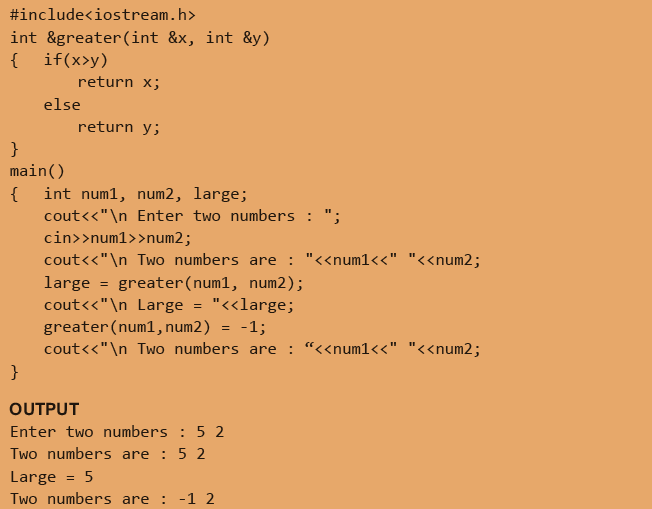 #include<iostream.h>
int &greater(int &x, int &y)
{   if(x>y)
        return x;
    else
        return y;
}
main()
{   int num1, num2, large;
    cout<<"\n Enter two numbers : ";
    cin>>num1>>num2;
    cout<<"\n Two numbers are : "<<num1<<" "<<num2;
    large = greater(num1, num2);
    cout<<"\n Large = "<<large;
    greater(num1,num2) = -1;
    cout<<"\n Two numbers are : “<<num1<<" "<<num2;
}
OUTPUT
Enter two numbers : 5 2
Two numbers are : 5 2
Large = 5
Two numbers are : -1 2